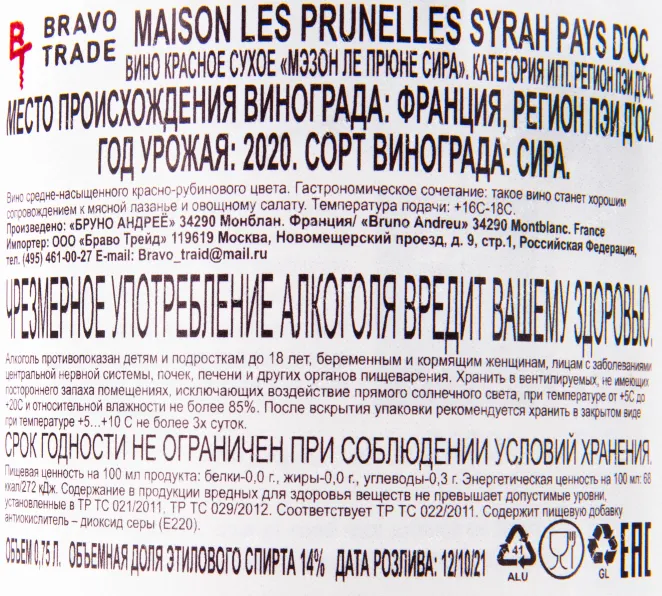 BRAVO TRADE
MAISON LES PRUNELLES SYRAH PAYS D'OC
ВИНО КРАСНОЕ СУХОЕ «МЭЗОН ЛЕ ПРЮНЕ СИРА». КАТЕГОРИЯ ИГП. РЕГИОН ПЭИ Д'ОК.
МЕСТО ПРОИСХОЖДЕНИЯ ВИНОГРАДА: ФРАНЦИЯ, РЕГИОН ПЭИ Д'ОК.
ГОД УРОЖАЯ: 2020. СОРТ ВИНОГРАДА: СИРА.
Вино средне-насыщенного красно-рубинового цвета. Гастрономическое сочетание: такое вино станет хорошим
сопровождением к мясной лазанье и овощному салату. Температура подачи: +16С-18С.
Произведено: «БРУНО АНДРЕЁ» 34290 Монблан. Франция/ «Bruno Andreu» 34290 Montblanc. France
Импортер: ООО «Браво Трейд» 119619 Москва, Новомещерский проезд, д. 9, стр.1, Российская Федерация,
тел. (495) 461-00-27 E-mail: Bravo_traid@mail.ru
ЧРЕЗМЕРНОЕ УПОТРЕБЛЕНИЕ АЛКОГОЛЯ ВРЕДИТ ВАШЕМУ ЗДОРОВЬЮ.
Алкоголь противопоказан детям и подросткам до 18 лет, беременным и кормящим женщинам, лицам с заболеваниями
центральной нервной системы, почек, печени и других органов пищеварения. Хранить в вентилируемых, не имеющих
постороннего запаха помещениях, исключающих воздействие прямого солнечного света, при температуре от +5С до
+20С и относительной влажности не более 85%. После вскрытия упаковки рекомендуется хранить в закрытом виде
при температуре +5...+10 С не более 3х суток.
СРОК ГОДНОСТИ НЕ ОГРАНИЧЕН ПРИ СОБЛЮДЕНИИ УСЛОВИЙ ХРАНЕНИЯ.
Пищевая ценность на 100 мл продукта: белки-0,0 г., жиры-0,0 г., углеводы-0,3 г. Энергетическая ценность на 100 мл: 68
ккал/272 кДж. Содержание в продукции вредных для здоровья веществ не превышает допустимые уровни,
установленные в ТР ТС 021/2011, ТР ТС 029/2012. Соответствует ТР ТС 022/2011. Содержит пищевую добавку
антиокислитель – диоксид серы (Е220).
ОБЪЕМ 0,75 Л. ОБЪЕМНАЯ ДОЛЯ ЭТИЛОВОГО СПИРТА 14% ДАТА РОЗЛИВА: 12/10/21
41
ALU
GL
ЕАС